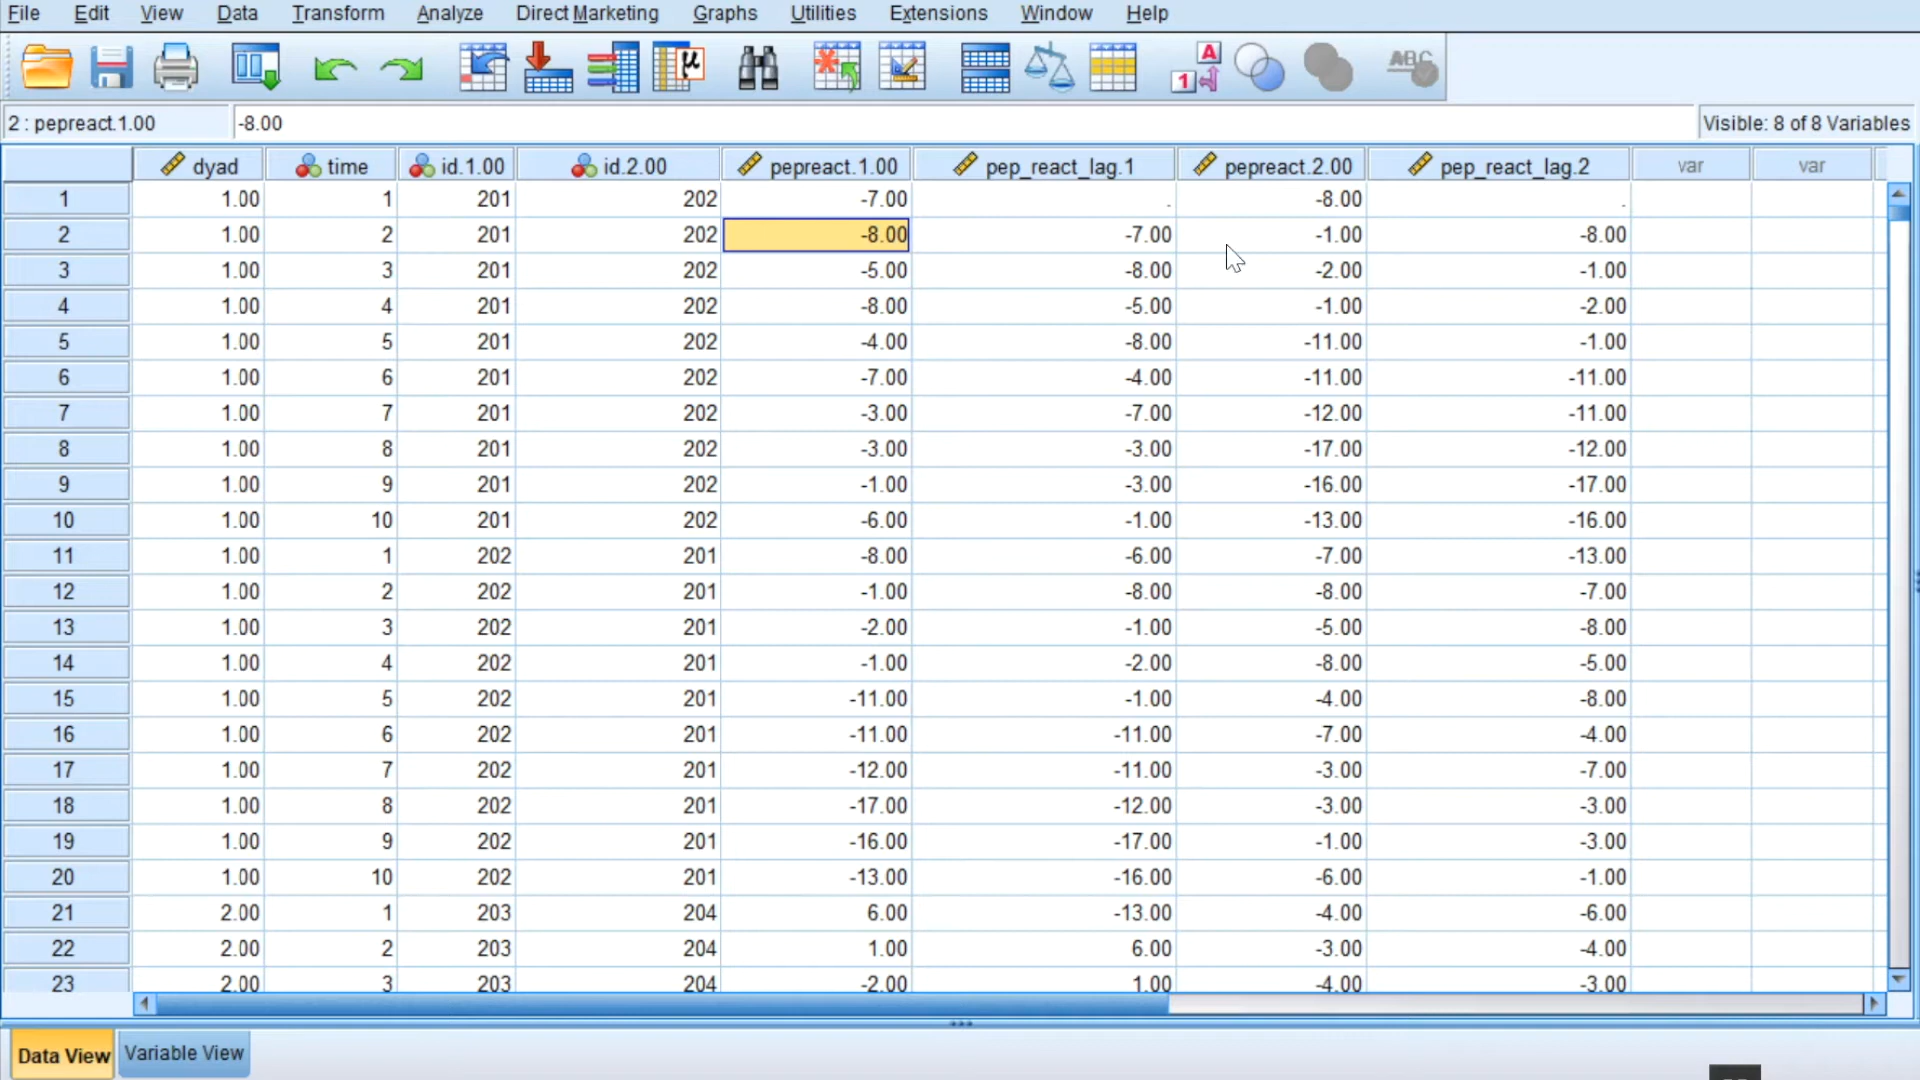 File Edit View Data Transform Analyze Direct Marketing Graphs Utilities Extensions Window Help
μ A 1 ABC
2 : pepreact.1.00 -8.00 Visible: 8 of 8 Variables
dyad time id.1.00 id.2.00 pepreact.1.00 pep_react_lag.1 pepreact.2.00 pep_react_lag.2 var var
1 1.00 1 201 202 -7.00 . -8.00 .
2 1.00 2 201 202 -8.00 -7.00 -1.00 -8.00
3 1.00 3 201 202 -5.00 -8.00 -2.00 -1.00
4 1.00 4 201 202 -8.00 -5.00 -1.00 -2.00
5 1.00 5 201 202 -4.00 -8.00 -11.00 -1.00
6 1.00 6 201 202 -7.00 -4.00 -11.00 -11.00
7 1.00 7 201 202 -3.00 -7.00 -12.00 -11.00
8 1.00 8 201 202 -3.00 -3.00 -17.00 -12.00
9 1.00 9 201 202 -1.00 -3.00 -16.00 -17.00
10 1.00 10 201 202 -6.00 -1.00 -13.00 -16.00
11 1.00 1 202 201 -8.00 -6.00 -7.00 -13.00
12 1.00 2 202 201 -1.00 -8.00 -8.00 -7.00
13 1.00 3 202 201 -2.00 -1.00 -5.00 -8.00
14 1.00 4 202 201 -1.00 -2.00 -8.00 -5.00
15 1.00 5 202 201 -11.00 -1.00 -4.00 -8.00
16 1.00 6 202 201 -11.00 -11.00 -7.00 -4.00
17 1.00 7 202 201 -12.00 -11.00 -3.00 -7.00
18 1.00 8 202 201 -17.00 -12.00 -3.00 -3.00
19 1.00 9 202 201 -16.00 -17.00 -1.00 -3.00
20 1.00 10 202 201 -13.00 -16.00 -6.00 -1.00
21 2.00 1 203 204 6.00 -13.00 -4.00 -6.00
22 2.00 2 203 204 1.00 6.00 -3.00 -4.00
23 2.00 3 203 204 -2.00 1.00 -4.00 -3.00
Data View Variable View